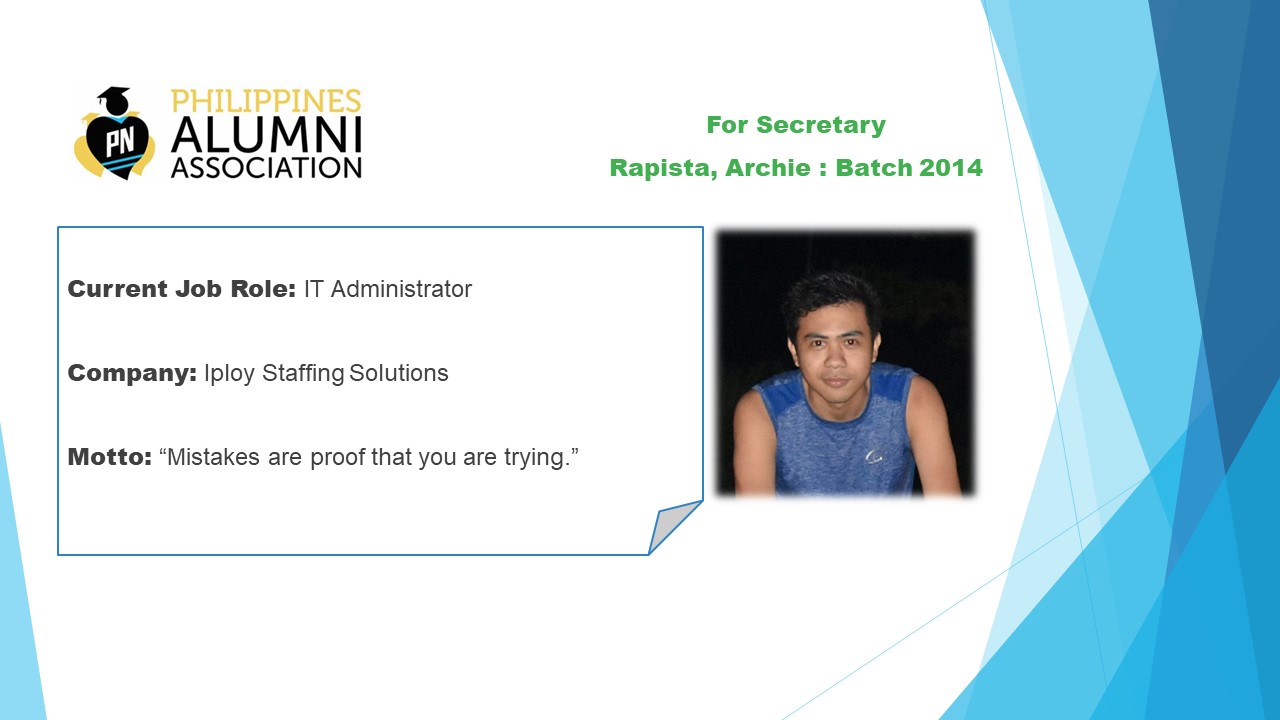 PN
PHILIPPINES
ALUMNI
ASSOCIATION
For Secretary
Rapista, Archie : Batch 2014
Current Job Role: IT Administrator
Company: Iploy Staffing Solutions
Motto: “Mistakes are proof that you are trying.”